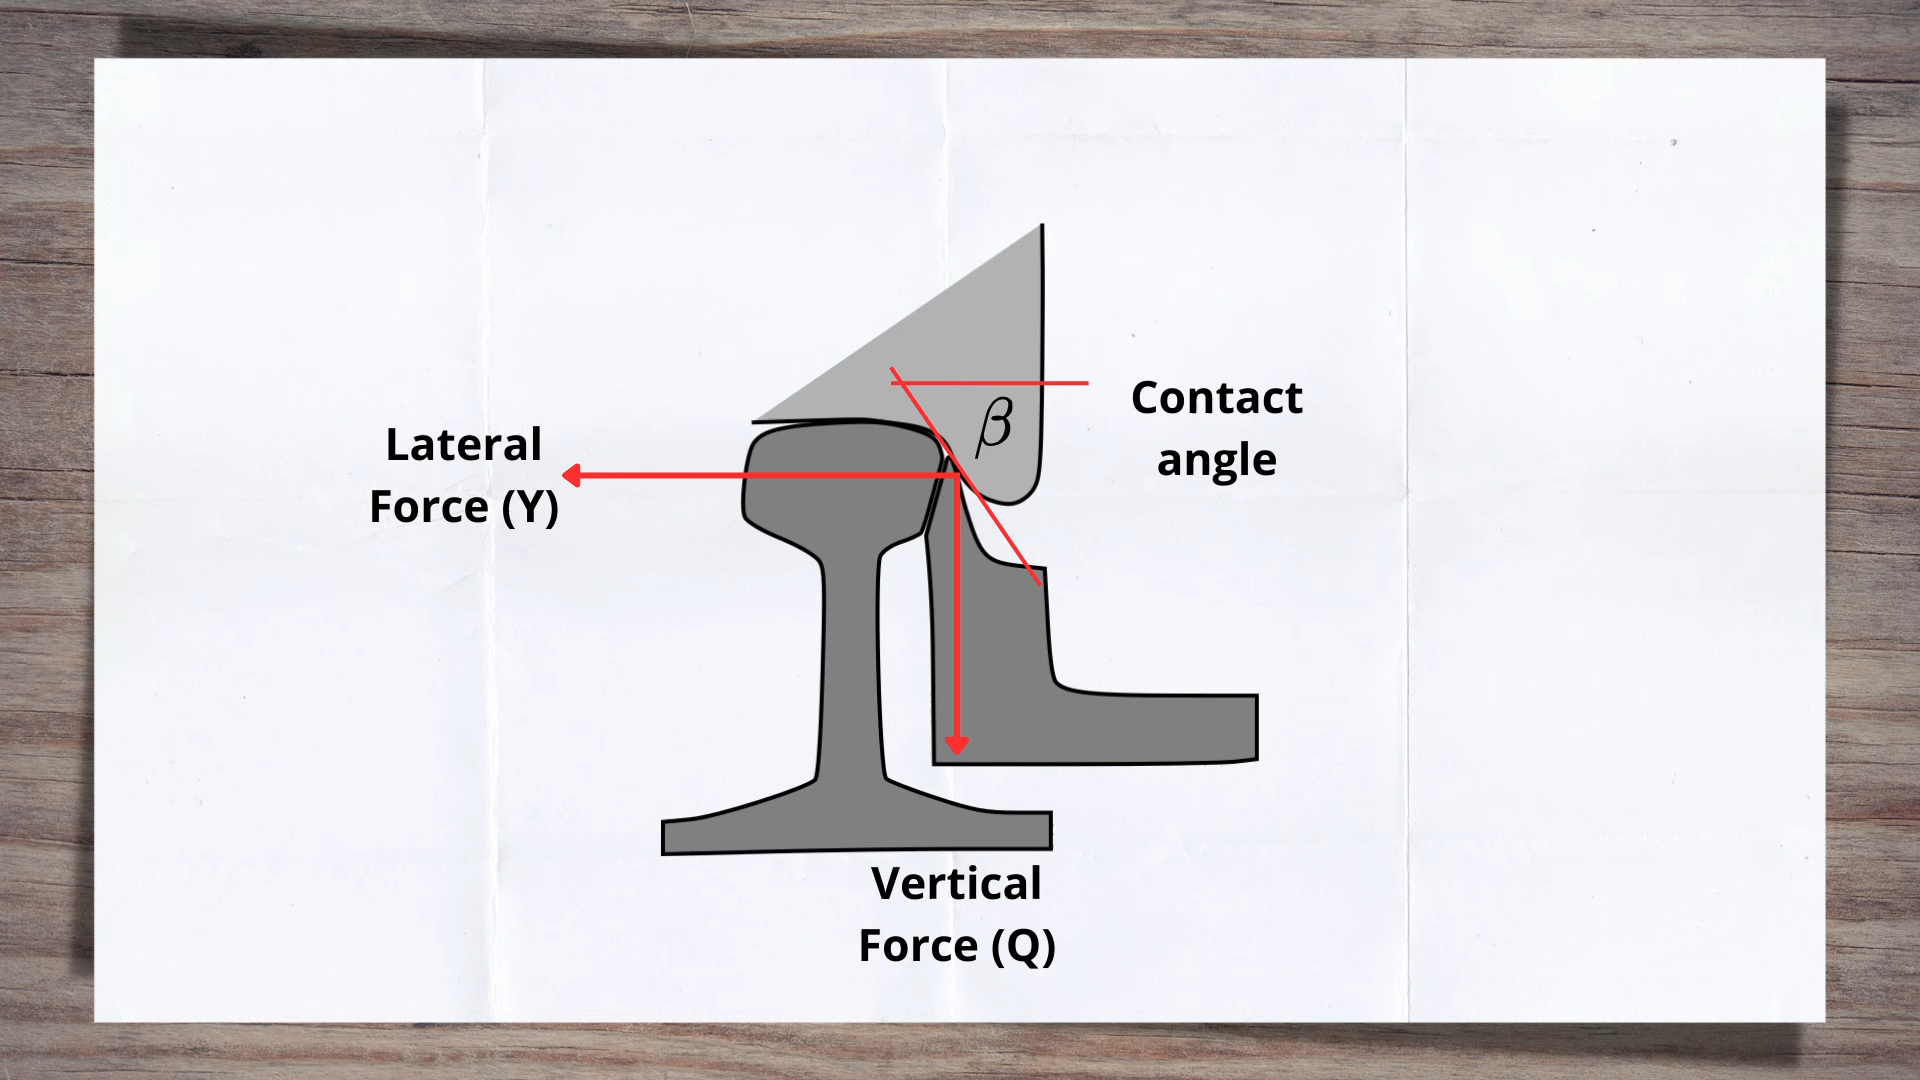 Contact
angle
β
Lateral
Force (Y)
Vertical
Force (Q)